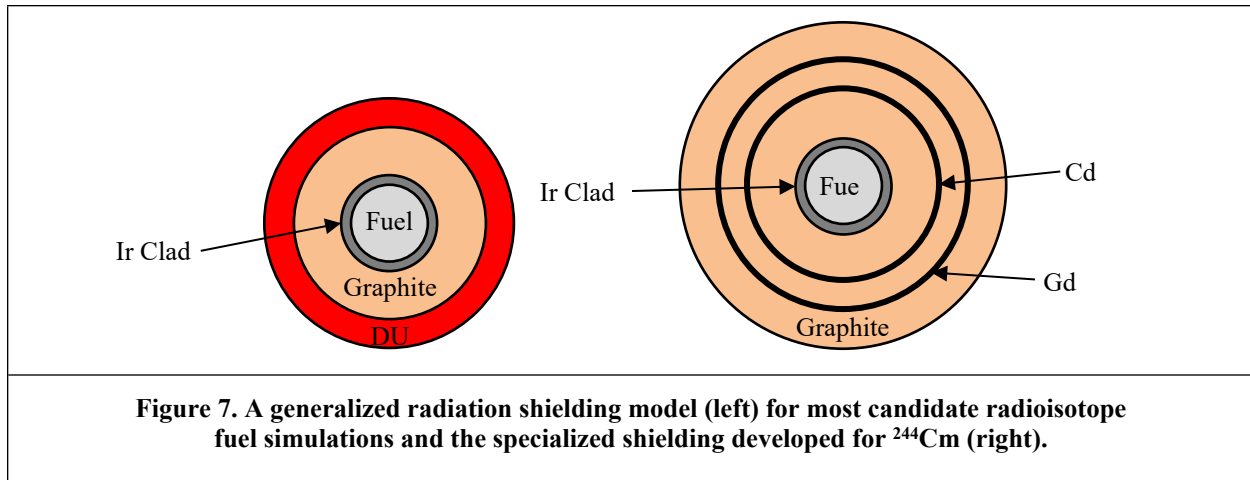 Fuel
Ir Clad
Graphite
DU
Ir Clad
Fue
Cd
Gd
Graphite
Figure 7. A generalized radiation shielding model (left) for most candidate radioisotope
fuel simulations and the specialized shielding developed for ²⁴⁴Cm (right).